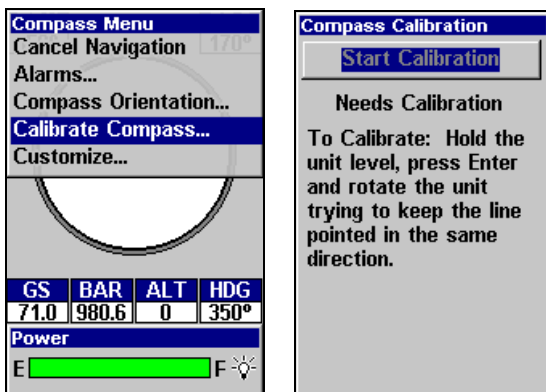 Compass Menu
Cancel Navigation
170°
Alarms...
Compass Orientation...
Calibrate Compass...
Customize...
GS BAR ALT HDG
71.0 980.6 0 350°
Power
E F
Compass Calibration
Start Calibration
Needs Calibration
To Calibrate: Hold the
unit level, press Enter
and rotate the unit
trying to keep the line
pointed in the same
direction.